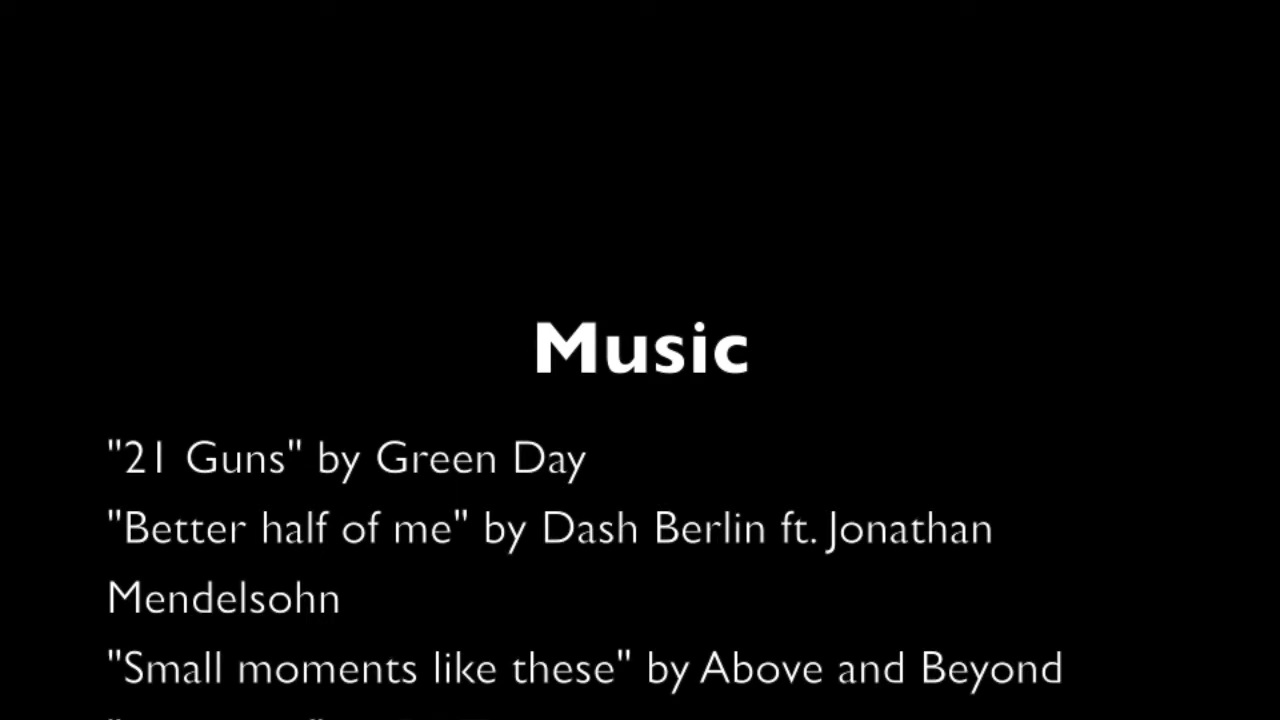 Music
"21 Guns" by Green Day
"Better half of me" by Dash Berlin ft. Jonathan
Mendelsohn
"Small moments like these" by Above and Beyond